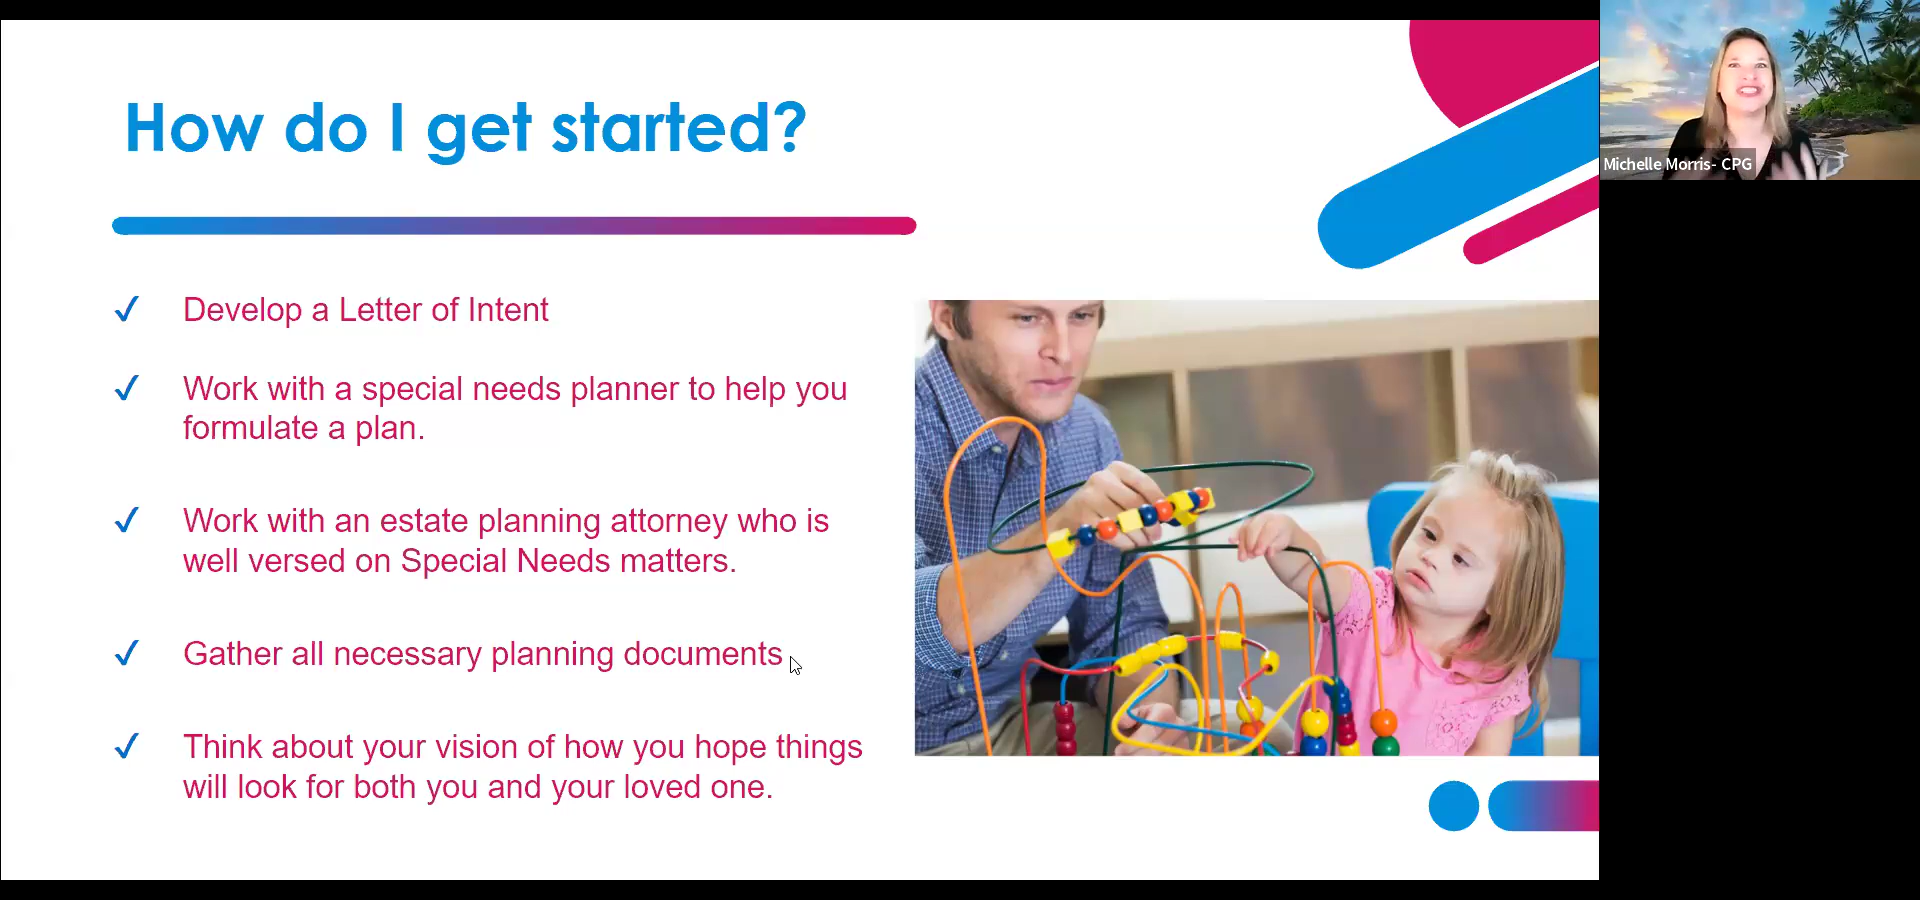 How do I get started?
Michelle Morris- CPG
✓ Develop a Letter of Intent
✓ Work with a special needs planner to help you
formulate a plan.
✓ Work with an estate planning attorney who is
well versed on Special Needs matters.
✓ Gather all necessary planning documents
✓ Think about your vision of how you hope things
will look for both you and your loved one.